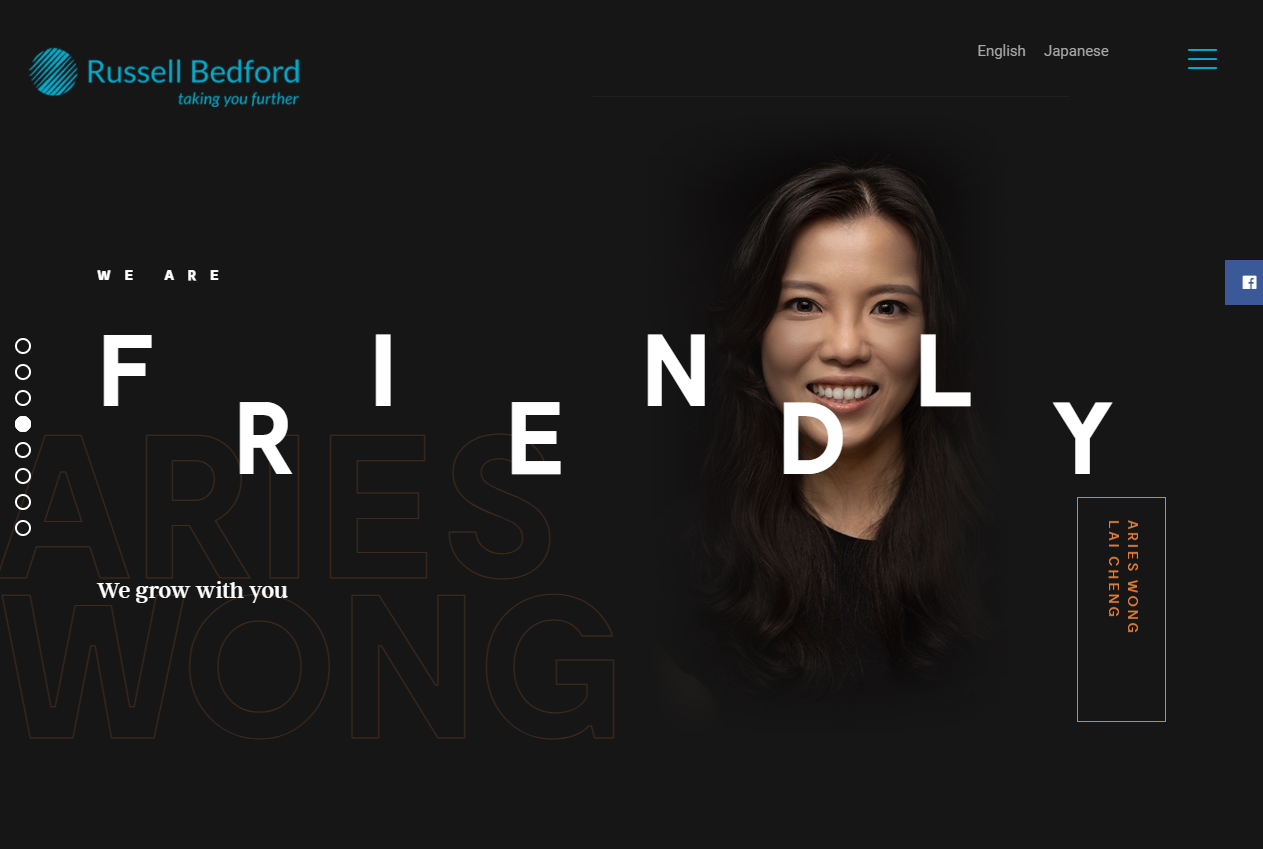 Russell Bedford
taking you further
English Japanese
WE ARE
FRIENDLY
ARIES
WONG
We grow with you
ARIES WONG
LAI CHENG